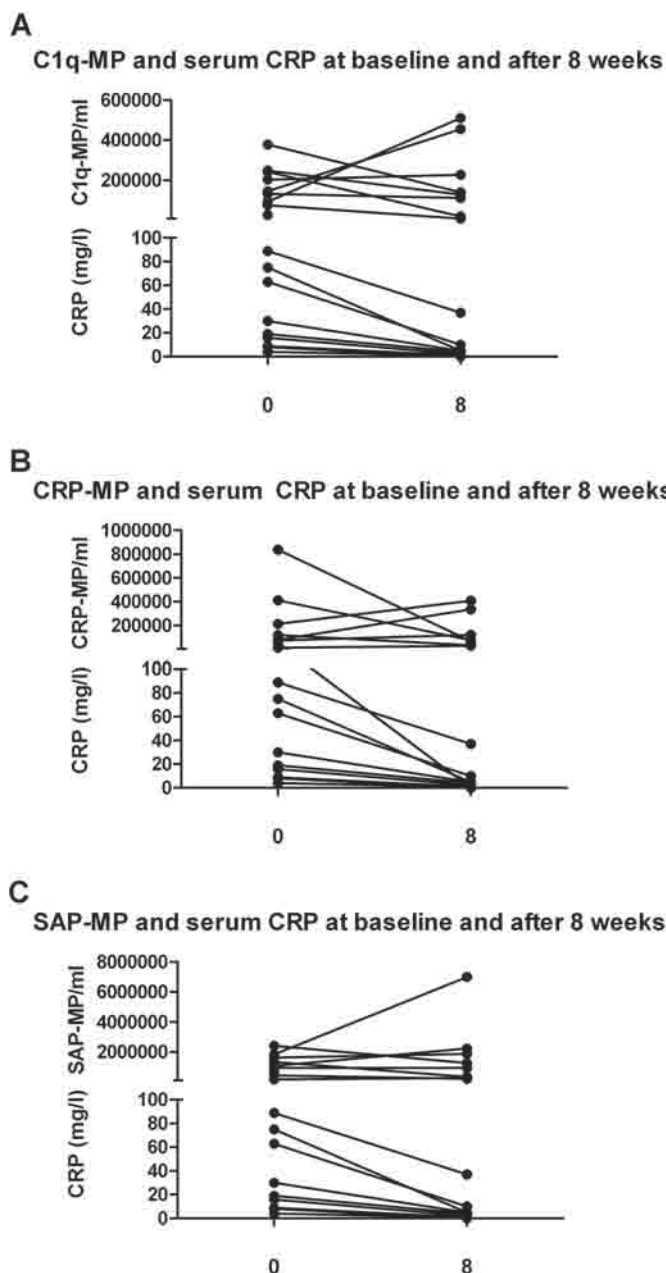 A
C1q-MP and serum CRP at baseline and after 8 weeks
C1q-MP/ml
600000
400000
200000
CRP (mg/l)
100
80
60
40
20
0
0 8
B
CRP-MP and serum CRP at baseline and after 8 weeks
CRP-MP/ml
1000000
800000
600000
400000
200000
CRP (mg/l)
100
80
60
40
20
0
0 8
C
SAP-MP and serum CRP at baseline and after 8 weeks
SAP-MP/ml
8000000
6000000
4000000
2000000
CRP (mg/l)
100
80
60
40
20
0
0 8